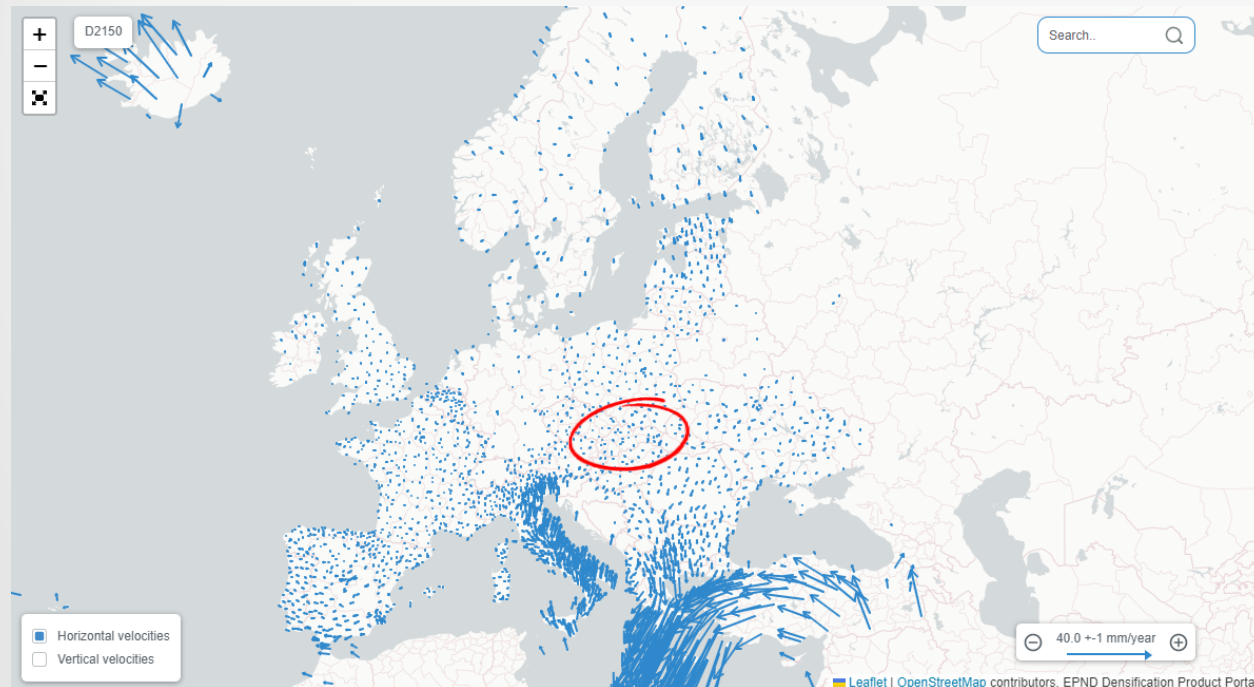 +
D2150
Search..
−
Horizontal velocities
Vertical velocities
40.0 +-1 mm/year
Leaflet | OpenStreetMap contributors, EPND Densification Product Porta